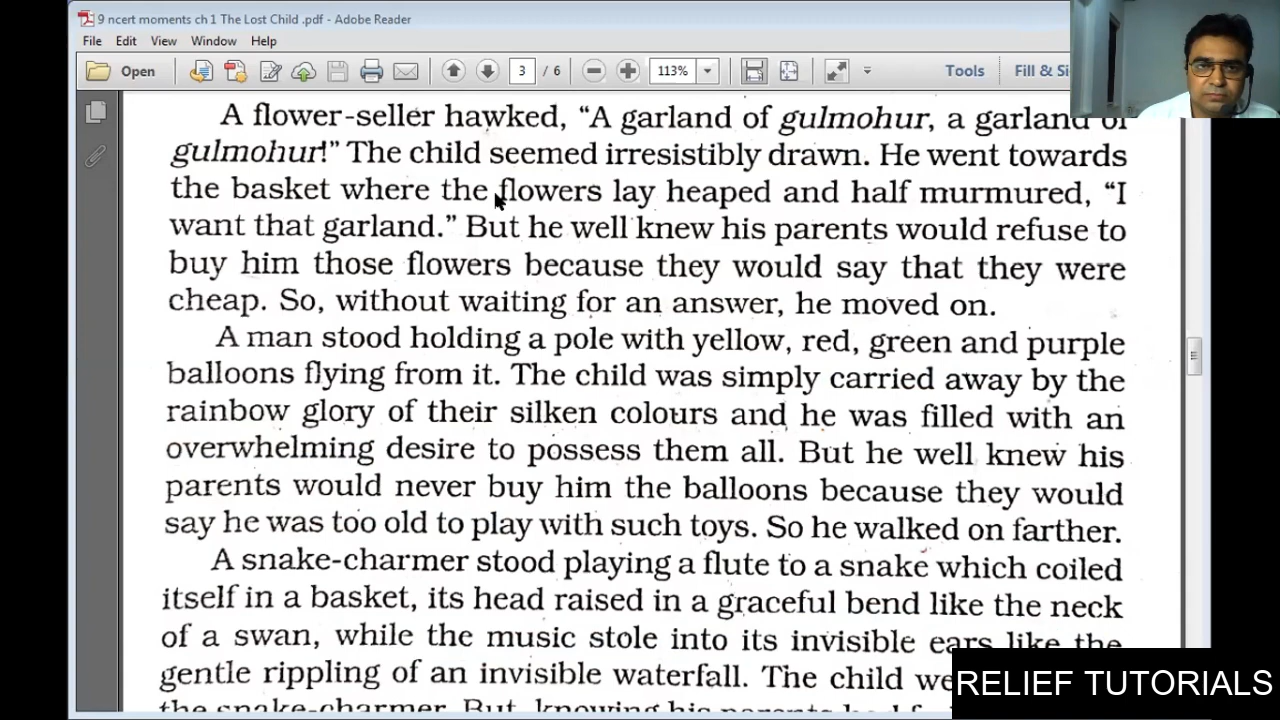 9 ncert moments ch 1 The Lost Child .pdf - Adobe Reader
File Edit View Window Help
Open 3 / 6 113% Tools Fill & Si
A flower-seller hawked, “A garland of gulmohur, a garland of
gulmohur!” The child seemed irresistibly drawn. He went towards
the basket where the flowers lay heaped and half murmured, “I
want that garland.” But he well knew his parents would refuse to
buy him those flowers because they would say that they were
cheap. So, without waiting for an answer, he moved on.
A man stood holding a pole with yellow, red, green and purple
balloons flying from it. The child was simply carried away by the
rainbow glory of their silken colours and he was filled with an
overwhelming desire to possess them all. But he well knew his
parents would never buy him the balloons because they would
say he was too old to play with such toys. So he walked on farther.
A snake-charmer stood playing a flute to a snake which coiled
itself in a basket, its head raised in a graceful bend like the neck
of a swan, while the music stole into its invisible ears like the
gentle rippling of an invisible waterfall. The child we
the snake-charmer. But, knowing his parents had f
RELIEF TUTORIALS